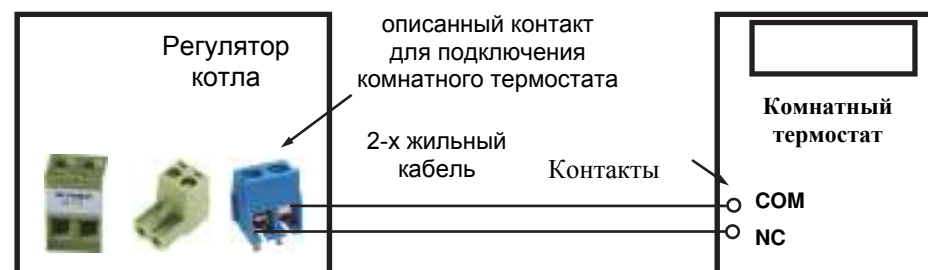 Регулятор
котла
описанный контакт
для подключения
комнатного термостата
2-х жильный
кабель
Контакты
Комнатный
термостат
COM
NC